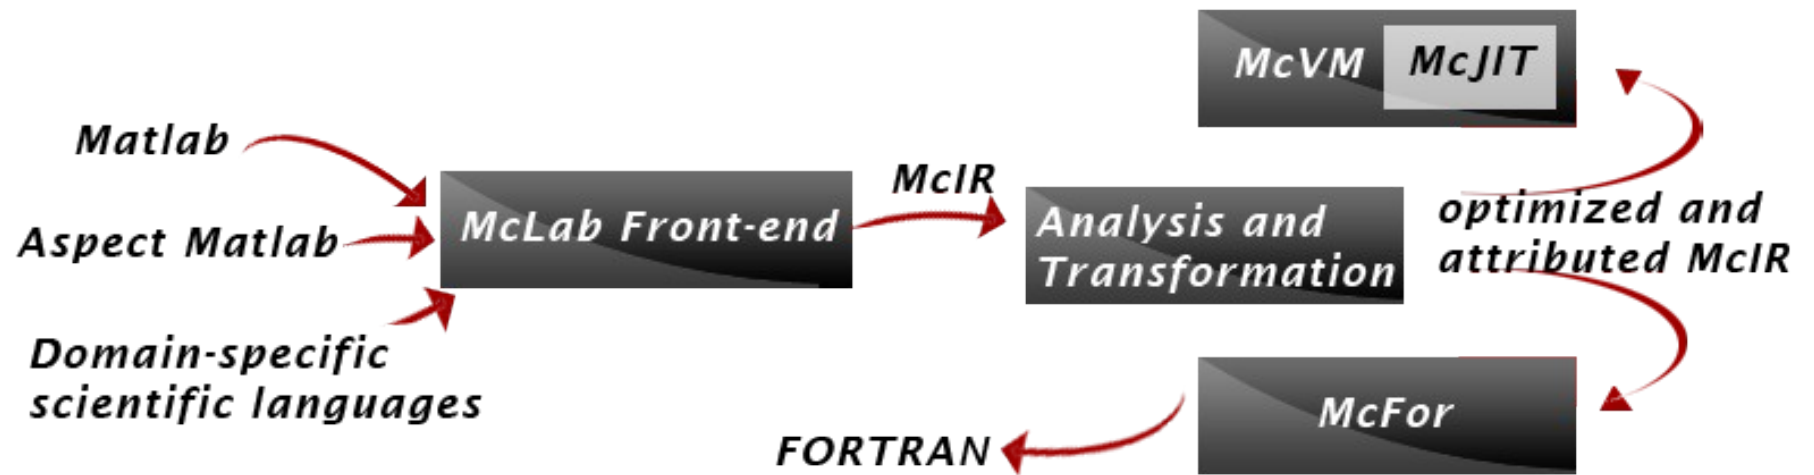 Matlab
Aspect Matlab
Domain-specific
scientific languages
McLab Front-end
McIR
Analysis and
Transformation
optimized and
attributed McIR
McVM
McJIT
McFor
FORTRAN